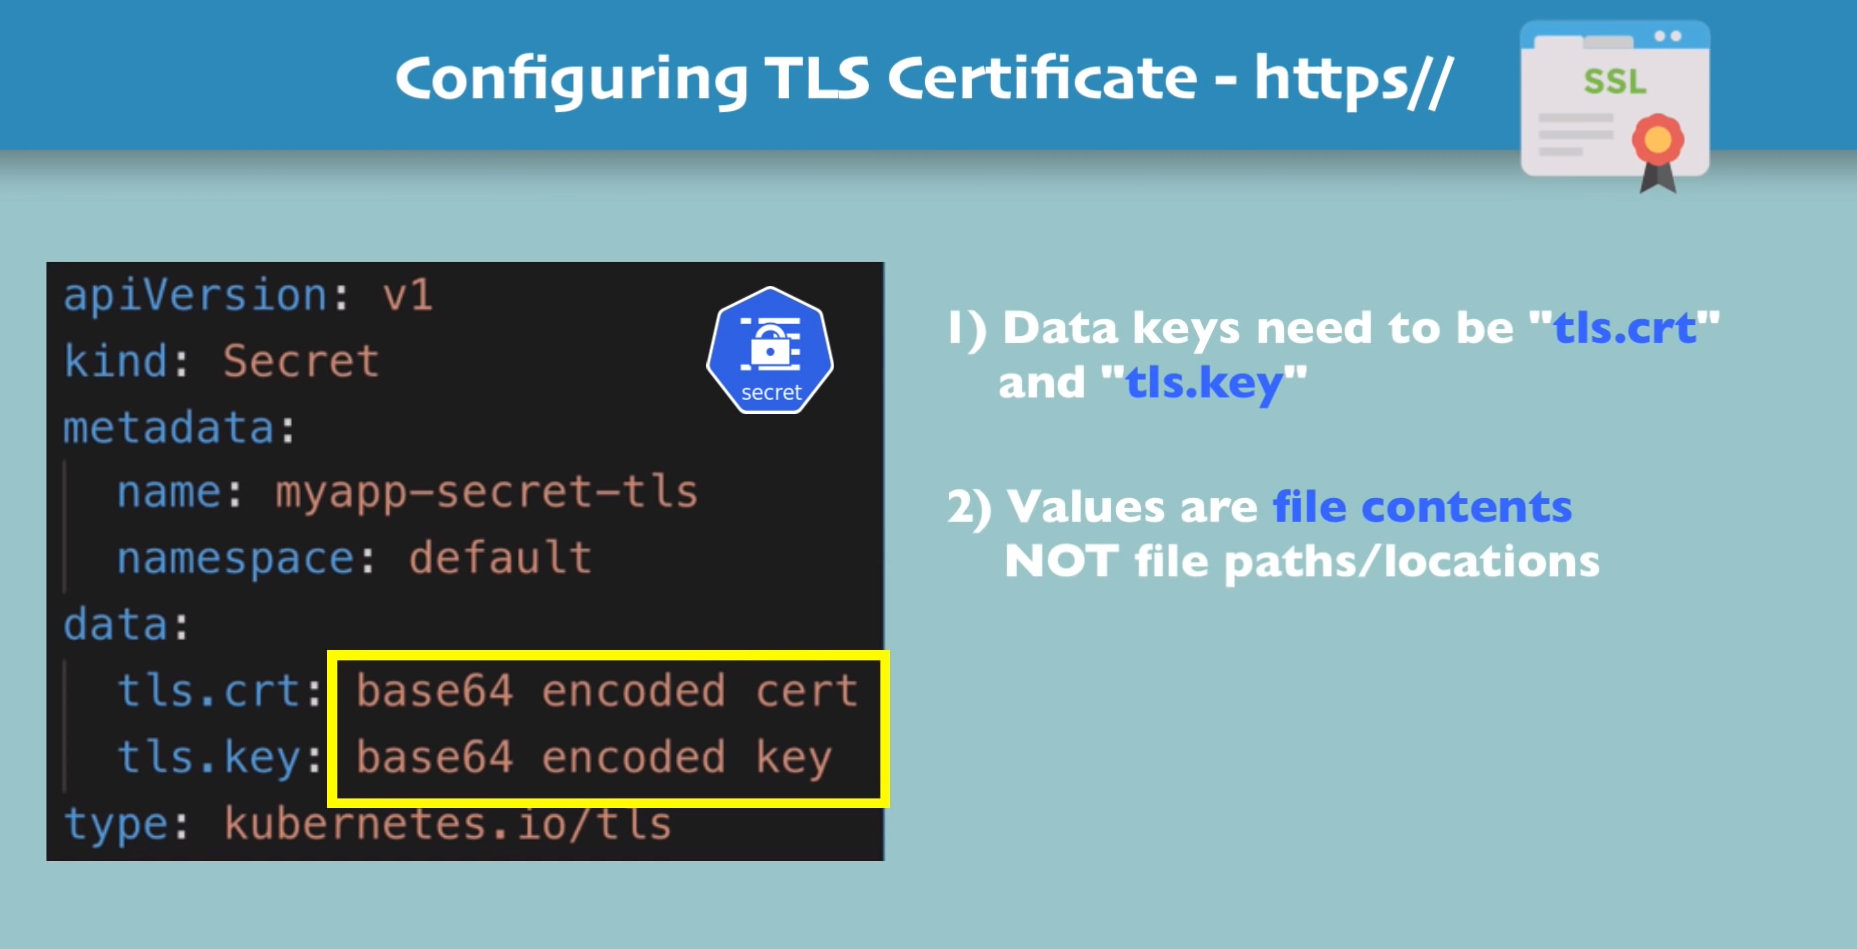 Configuring TLS Certificate - https//
SSL
apiVersion: v1
kind: Secret
metadata:
  name: myapp-secret-tls
  namespace: default
data:
  tls.crt: base64 encoded cert
  tls.key: base64 encoded key
type: kubernetes.io/tls
secret
1) Data keys need to be "tls.crt"
and "tls.key"
2) Values are file contents
NOT file paths/locations